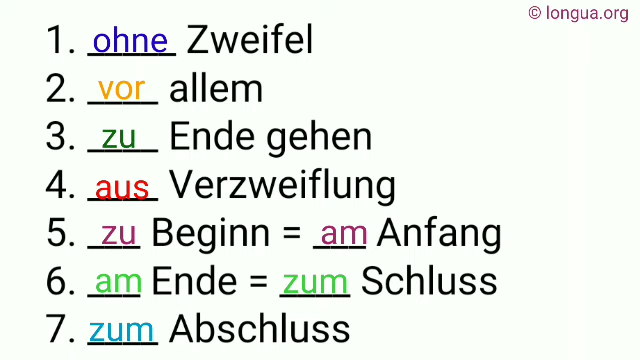 © longua.org
1. ohne Zweifel
2. vor allem
3. zu Ende gehen
4. aus Verzweiflung
5. zu Beginn = am Anfang
6. am Ende = zum Schluss
7. zum Abschluss